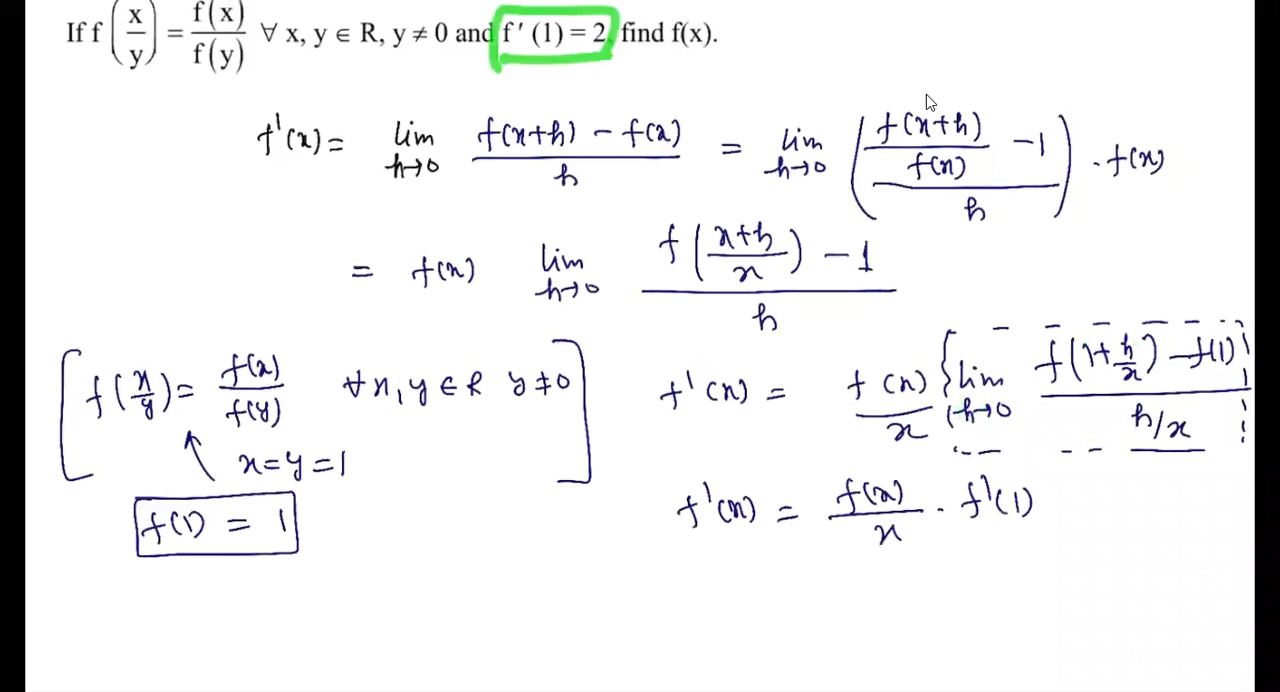 If f(x/y) = f(x)/f(y) ∀ x, y ∈ R, y ≠ 0 and f′ (1) = 2, find f(x).
f'(x) = lim h→0 f(x+h) − f(x) / h = lim h→0 ( f(x+h)/f(x) − 1 / h ) · f(x)
= f(x) lim h→0 f(x+h / x) − 1 / h
[ f(x/y) = f(x)/f(y) ∀ x, y ∈ R y ≠ 0 ]
x = y = 1
f(1) = 1
f'(x) = f(x)/x { lim h→0 f(1+h/x) − f(1) / h/x
f'(x) = f(x)/x · f'(1)